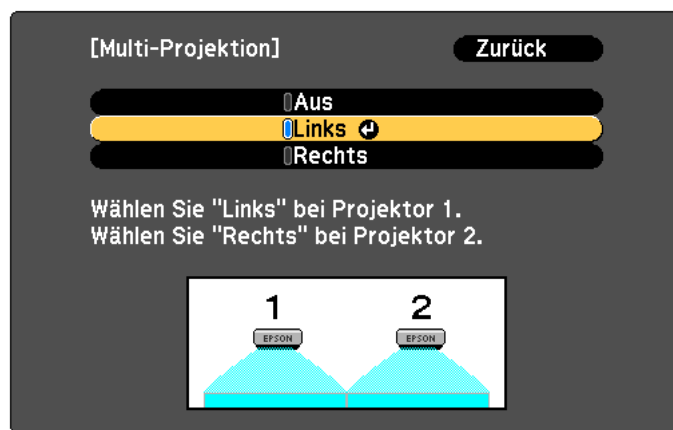 [Multi-Projektion] Zurück
Aus
Links
Rechts
Wählen Sie "Links" bei Projektor 1.
Wählen Sie "Rechts" bei Projektor 2.
1 2
EPSON EPSON